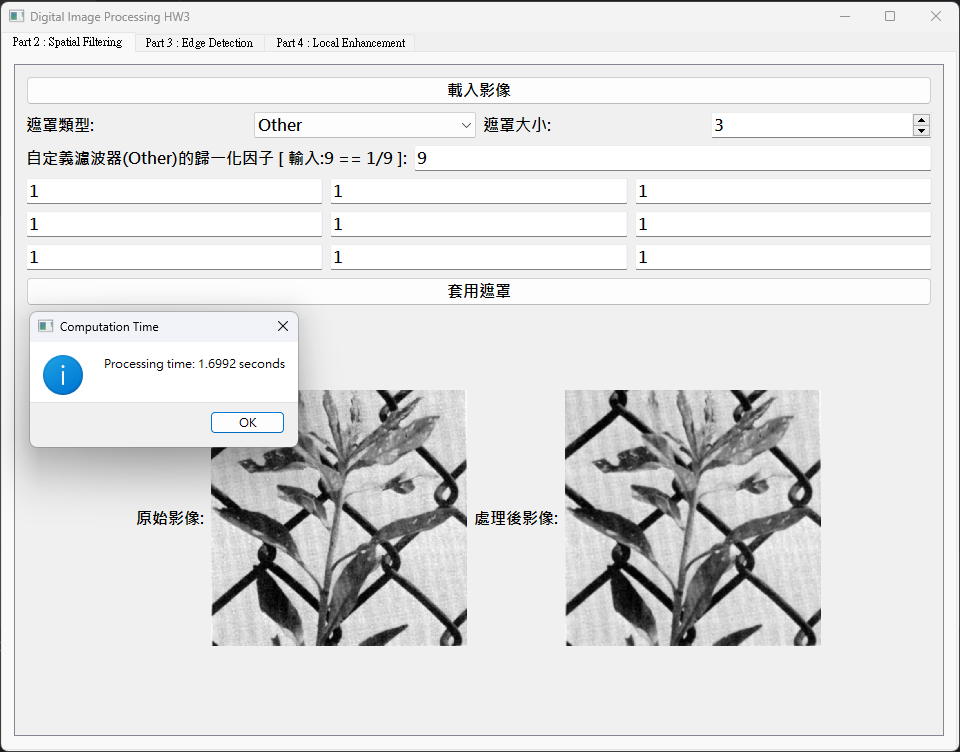 Digital Image Processing HW3
Part 2 : Spatial Filtering Part 3 : Edge Detection Part 4 : Local Enhancement
載入影像
遮罩類型: Other 遮罩大小: 3
自定義濾波器(Other)的歸一化因子 [ 輸入:9 == 1/9 ]: 9
1 1 1
1 1 1
1 1 1
套用遮罩
Computation Time
Processing time: 1.6992 seconds
OK
原始影像: 處理後影像: